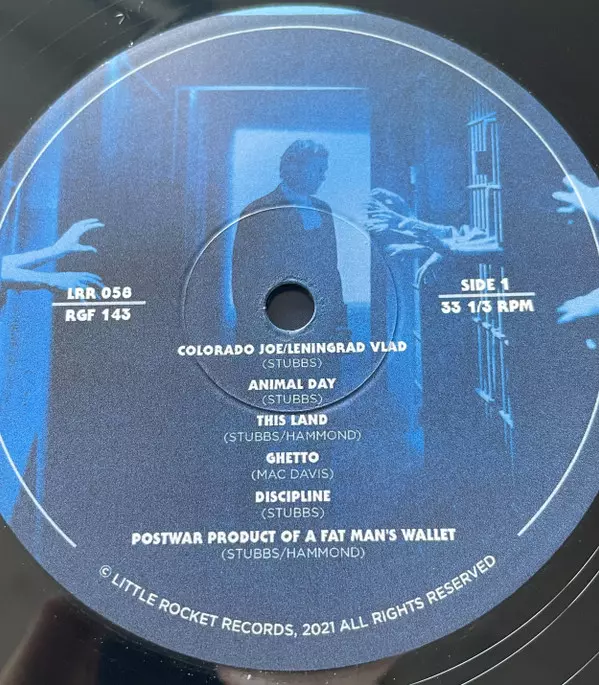 LRR 058
RGF 143
SIDE 1
33 1/3 RPM
COLORADO JOE/LENINGRAD VLAD
(STUBBS)
ANIMAL DAY
(STUBBS)
THIS LAND
(STUBBS/HAMMOND)
GHETTO
(MAC DAVIS)
DISCIPLINE
(STUBBS)
POSTWAR PRODUCT OF A FAT MAN'S WALLET
(STUBBS/HAMMOND)
© LITTLE ROCKET RECORDS, 2021 ALL RIGHTS RESERVED